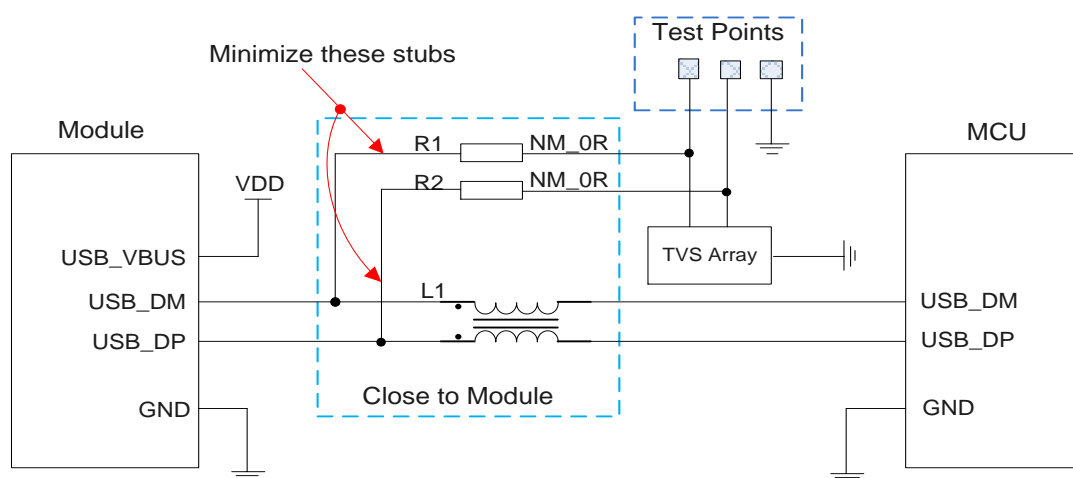 Test Points
Minimize these stubs
Module
MCU
R1
NM_0R
VDD
R2
NM_0R
TVS Array
USB_VBUS
L1
USB_DM
USB_DM
USB_DP
USB_DP
Close to Module
GND
GND